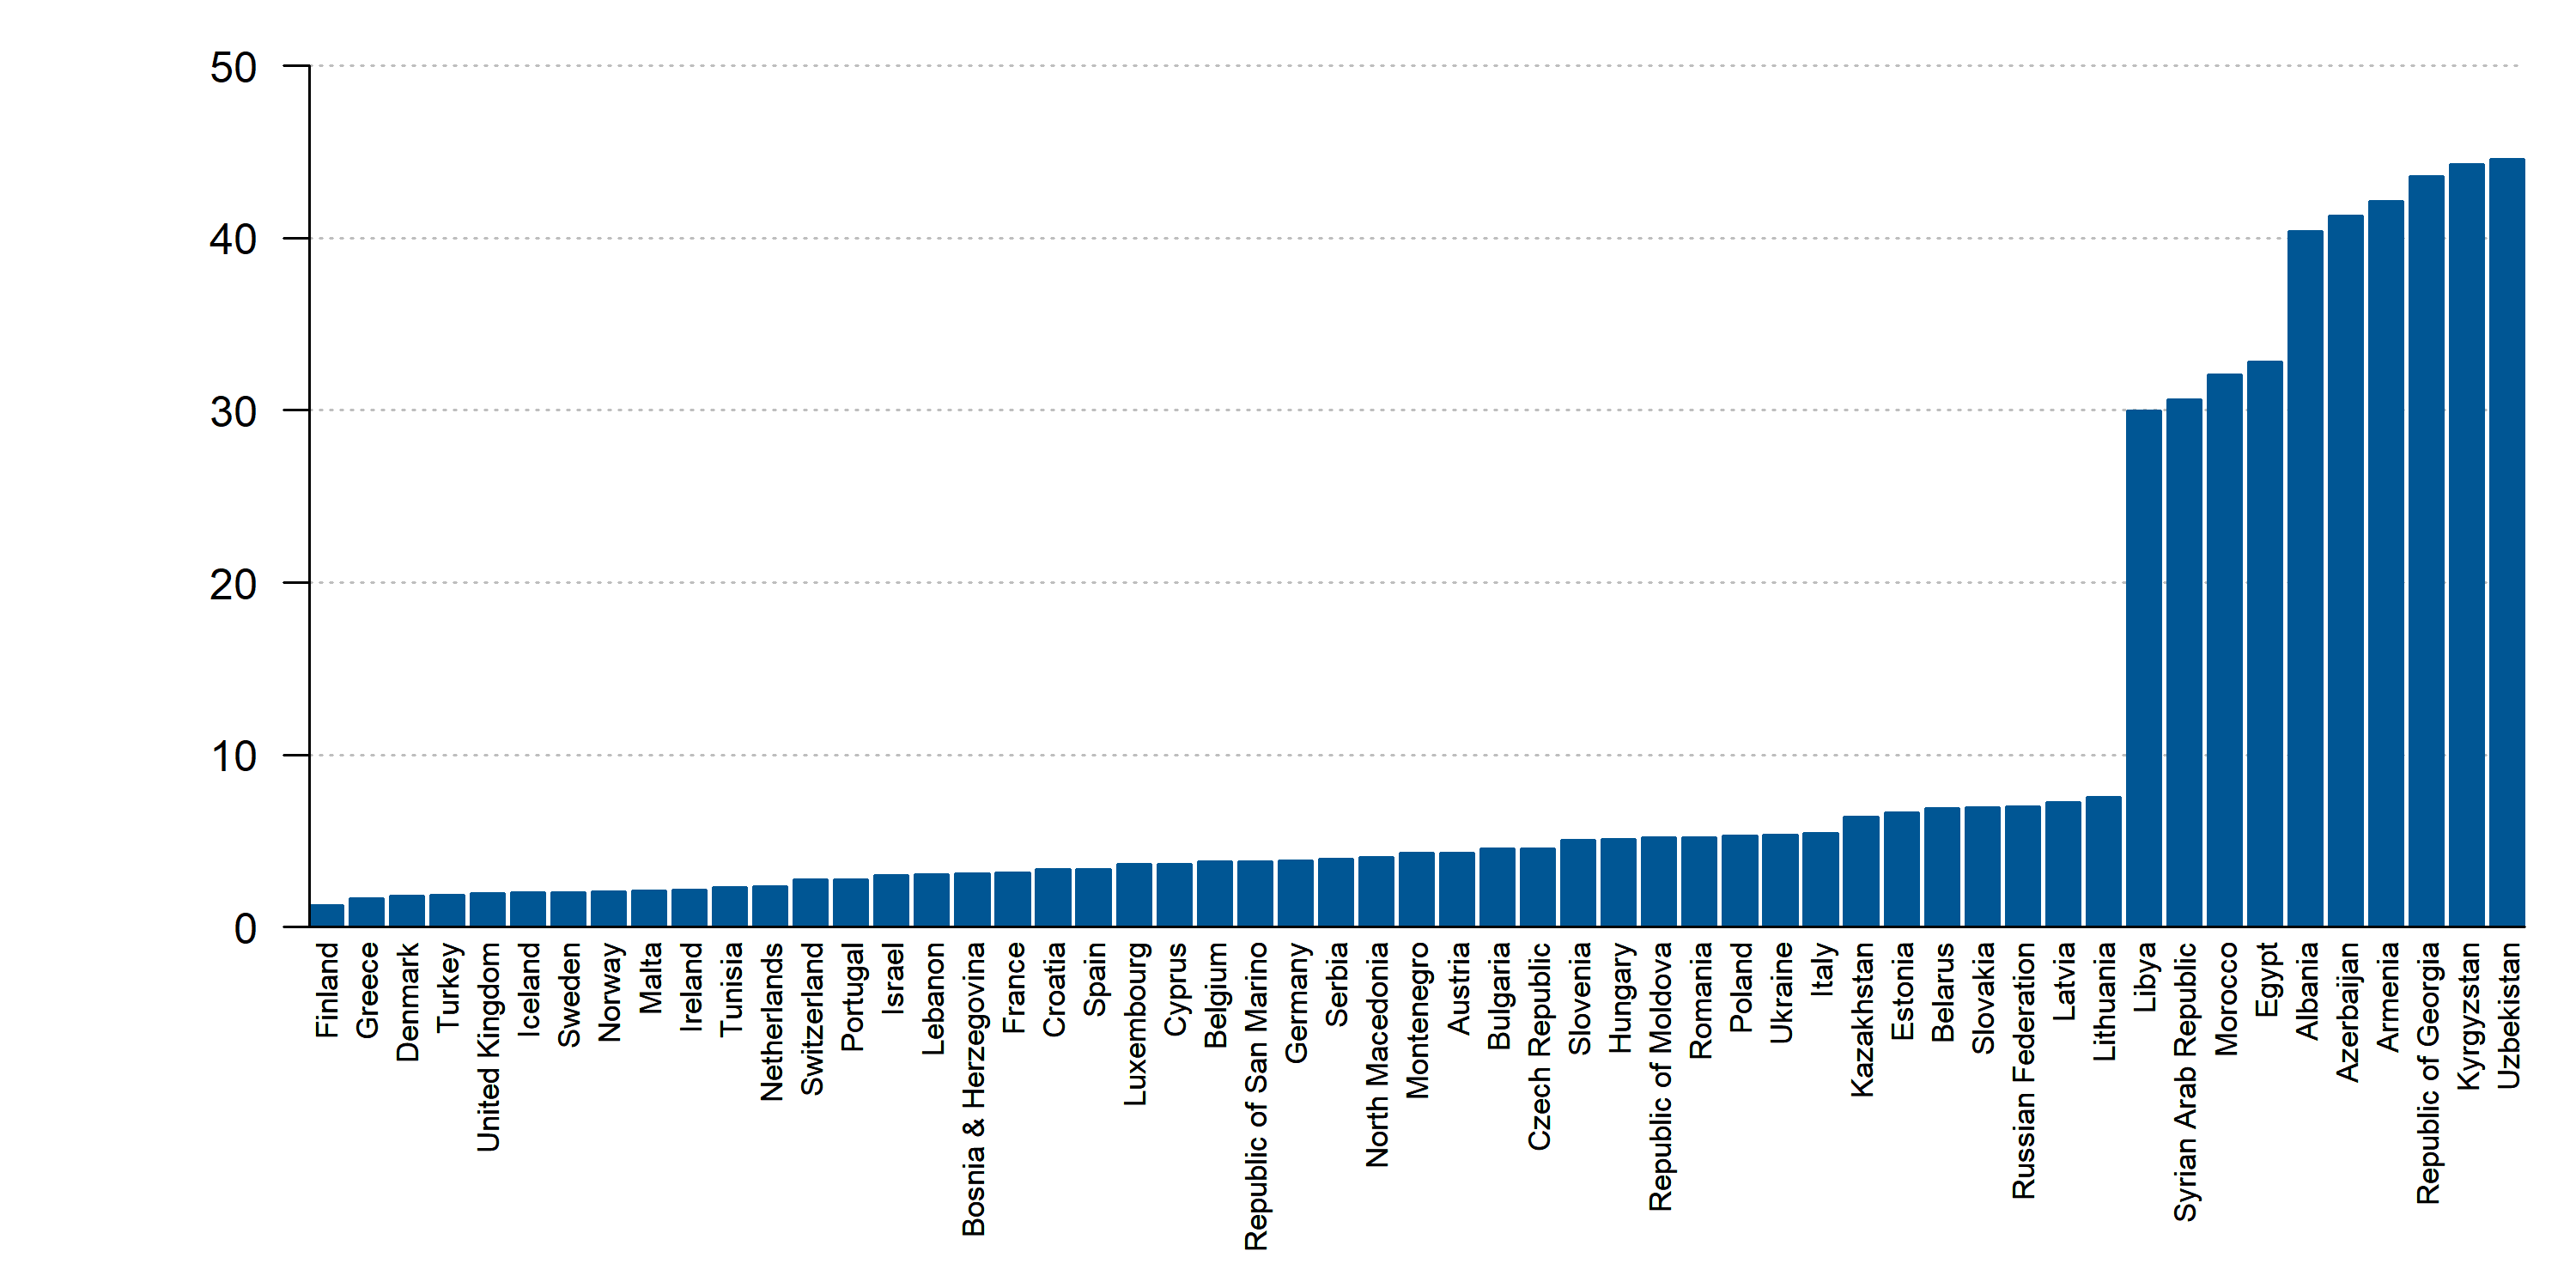 50
40
30
20
10
0
Finland
Greece
Denmark
Turkey
United Kingdom
Iceland
Sweden
Norway
Malta
Ireland
Tunisia
Netherlands
Switzerland
Portugal
Israel
Lebanon
Bosnia & Herzegovina
France
Croatia
Spain
Luxembourg
Cyprus
Belgium
Republic of San Marino
Germany
Serbia
North Macedonia
Montenegro
Austria
Bulgaria
Czech Republic
Slovenia
Hungary
Republic of Moldova
Romania
Poland
Ukraine
Italy
Kazakhstan
Estonia
Belarus
Slovakia
Russian Federation
Latvia
Lithuania
Libya
Syrian Arab Republic
Morocco
Egypt
Albania
Azerbaijan
Armenia
Republic of Georgia
Kyrgyzstan
Uzbekistan